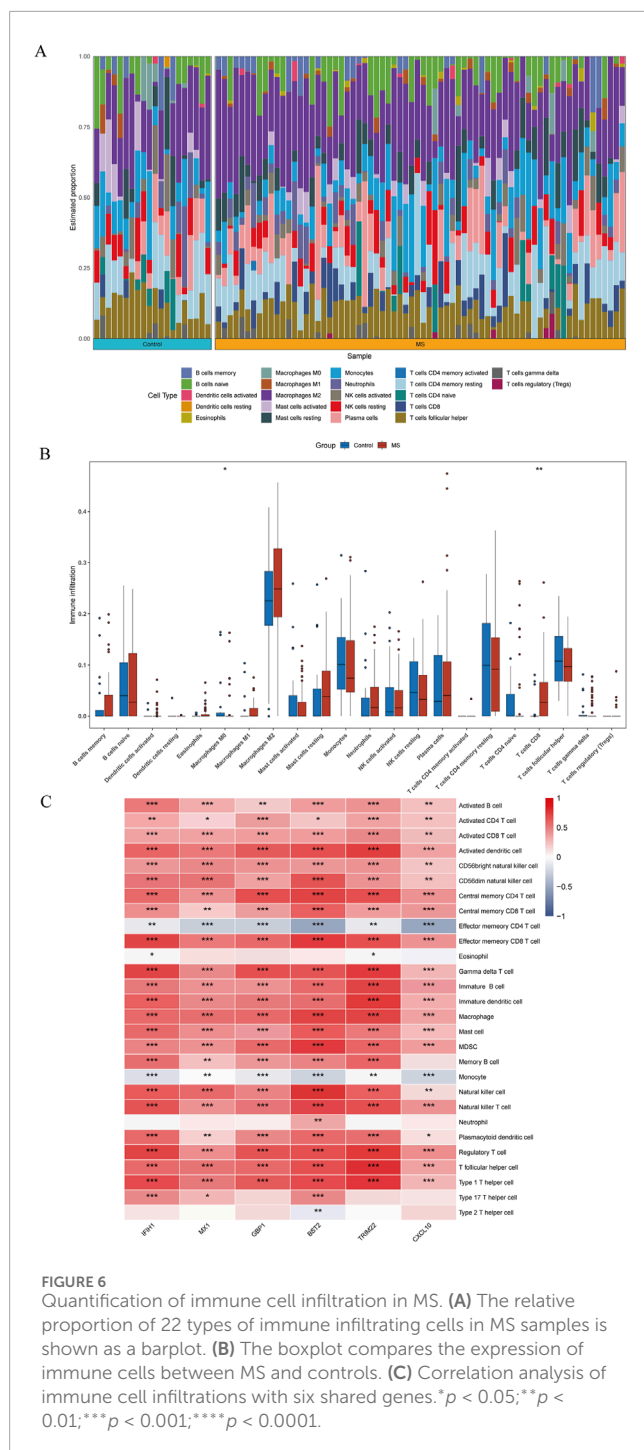 A
1.00
0.75
0.50
0.25
0.00
Estimated proportion
Control
MS
Sample
Cell Type
B cells memory
B cells naive
Dendritic cells activated
Dendritic cells resting
Eosinophils
Macrophages M0
Macrophages M1
Macrophages M2
Mast cells activated
Mast cells resting
Monocytes
Neutrophils
NK cells activated
NK cells resting
Plasma cells
T cells CD4 memory activated
T cells CD4 memory resting
T cells CD4 naive
T cells CD8
T cells follicular helper
T cells gamma delta
T cells regulatory (Tregs)
B
Group Control MS
* **
0.4
0.3
0.2
0.1
0.0
Immune infiltration
B cells memory
B cells naive
Dendritic cells activated
Dendritic cells resting
Eosinophils
Macrophages M0
Macrophages M1
Macrophages M2
Mast cells activated
Mast cells resting
Monocytes
Neutrophils
NK cells activated
NK cells resting
Plasma cells
T cells CD4 memory activated
T cells CD4 memory resting
T cells CD4 naive
T cells CD8
T cells follicular helper
T cells gamma delta
T cells regulatory (Tregs)
C
*** *** ** *** *** ** Activated B cell
** * *** * *** ** Activated CD4 T cell
*** *** *** *** *** ** Activated CD8 T cell
*** *** *** *** *** *** Activated dendritic cell
*** *** *** *** *** ** CD56bright natural killer cell
*** *** *** *** *** ** CD56dim natural killer cell
*** *** *** *** *** *** Central memory CD4 T cell
*** ** *** *** *** *** Central memory CD8 T cell
** *** *** *** ** *** Effector memeory CD4 T cell
*** *** *** *** *** *** Effector memeory CD8 T cell
* * Eosinophil
*** *** *** *** *** *** Gamma delta T cell
*** *** *** *** *** *** Immature B cell
*** *** *** *** *** *** Immature dendritic cell
*** *** *** *** *** *** Macrophage
*** *** *** *** *** *** Mast cell
*** *** *** *** *** *** MDSC
*** ** *** *** *** Memory B cell
*** ** *** *** ** *** Monocyte
*** *** *** *** *** ** Natural killer cell
*** *** *** *** *** *** Natural killer T cell
** Neutrophil
*** ** *** *** *** * Plasmacytoid dendritic cell
*** *** *** *** *** *** Regulatory T cell
*** *** *** *** *** *** T follicular helper cell
*** *** *** *** *** *** Type 1 T helper cell
*** * *** Type 17 T helper cell
** Type 2 T helper cell
IFIH1
MX1
GBP1
BST2
TRIM22
CXCL10
1
0.5
0
−0.5
−1
FIGURE 6
Quantification of immune cell infiltration in MS. (A) The relative
proportion of 22 types of immune infiltrating cells in MS samples is
shown as a barplot. (B) The boxplot compares the expression of
immune cells between MS and controls. (C) Correlation analysis of
immune cell infiltrations with six shared genes.*p < 0.05;**p <
0.01;***p < 0.001;****p < 0.0001.